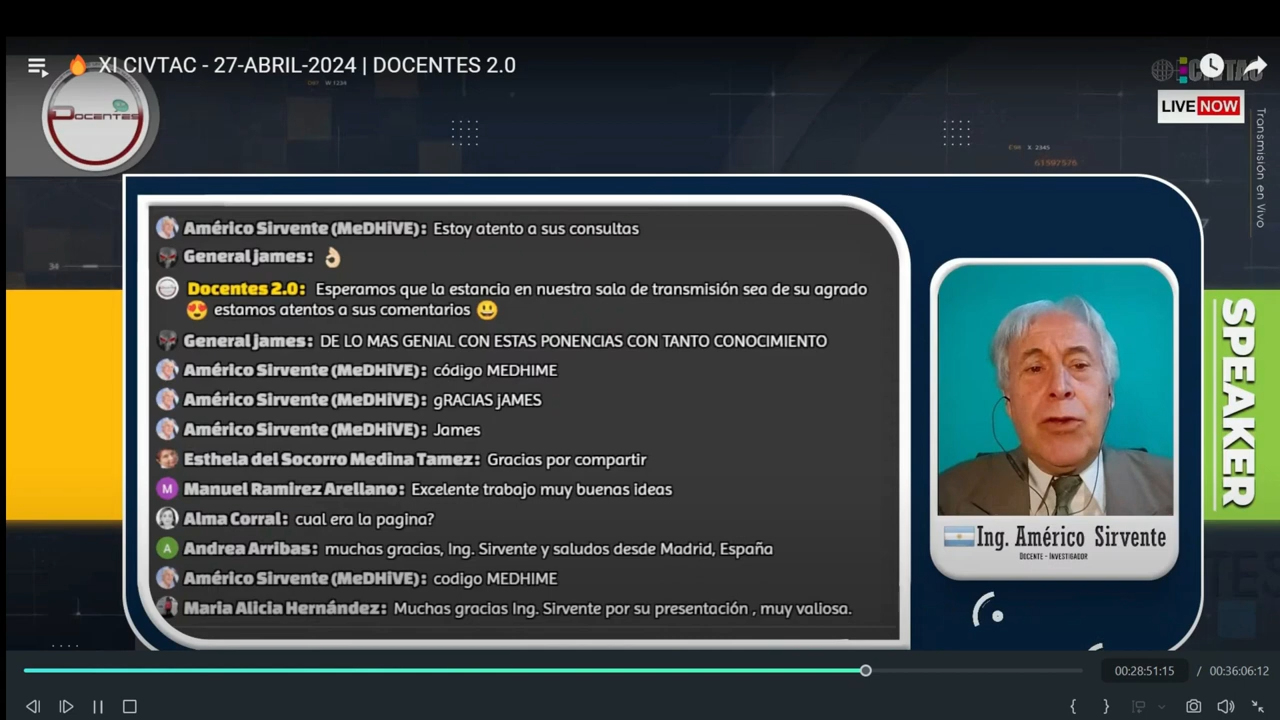 XI CIVTAC - 27-ABRIL-2024 | DOCENTES 2.0
CIVTAC
DOCENTES
LIVE NOW
Transmisión en Vivo
Américo Sirvente (MeDHiVE): Estoy atento a sus consultas
General james: 👌🏻
Docentes 2.0: Esperamos que la estancia en nuestra sala de transmisión sea de su agrado
😍 estamos atentos a sus comentarios 😃
General james: DE LO MAS GENIAL CON ESTAS PONENCIAS CON TANTO CONOCIMIENTO
Américo Sirvente (MeDHiVE): código MEDHIME
Américo Sirvente (MeDHiVE): gRACIAS jAMES
Américo Sirvente (MeDHiVE): James
Esthela del Socorro Medina Tamez: Gracias por compartir
M Manuel Ramirez Arellano: Excelente trabajo muy buenas ideas
Alma Corral: cual era la pagina?
A Andrea Arribas: muchas gracias, Ing. Sirvente y saludos desde Madrid, España
Américo Sirvente (MeDHiVE): codigo MEDHIME
Maria Alicia Hernández: Muchas gracias Ing. Sirvente por su presentación , muy valiosa.
SPEAKER
Ing. Américo Sirvente
DOCENTE - INVESTIGADOR
00:28:51:15 / 00:36:06:12
{ }